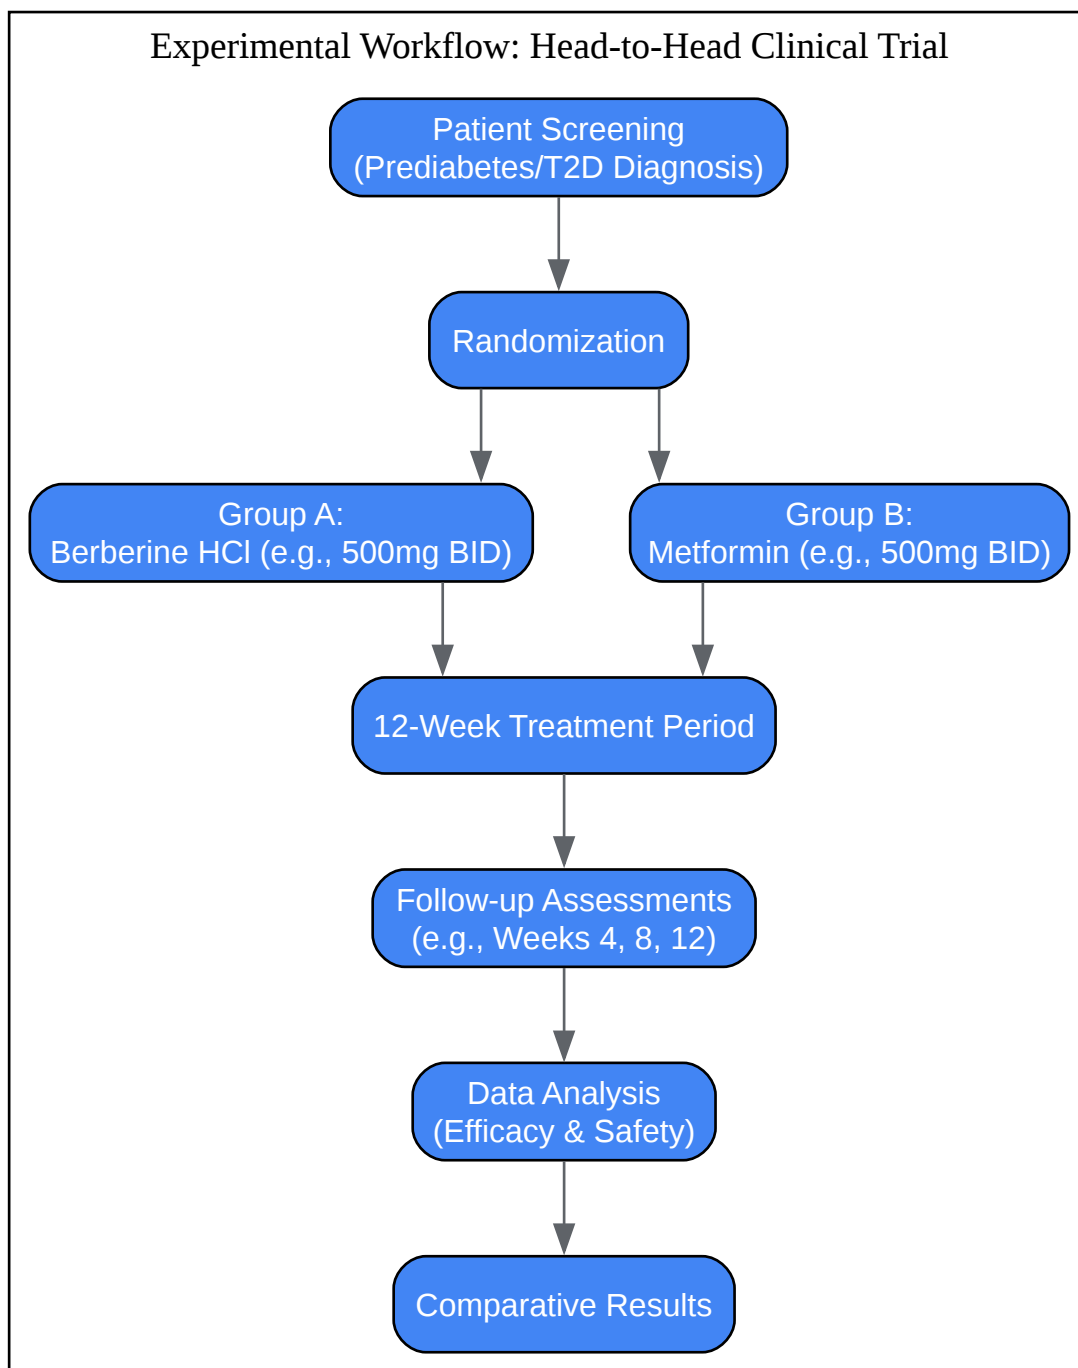 Experimental Workflow: Head-to-Head Clinical Trial
Patient Screening
(Prediabetes/T2D Diagnosis)
Randomization
Group A:
Berberine HCl (e.g., 500mg BID)
Group B:
Metformin (e.g., 500mg BID)
12-Week Treatment Period
Follow-up Assessments
(e.g., Weeks 4, 8, 12)
Data Analysis
(Efficacy & Safety)
Comparative Results